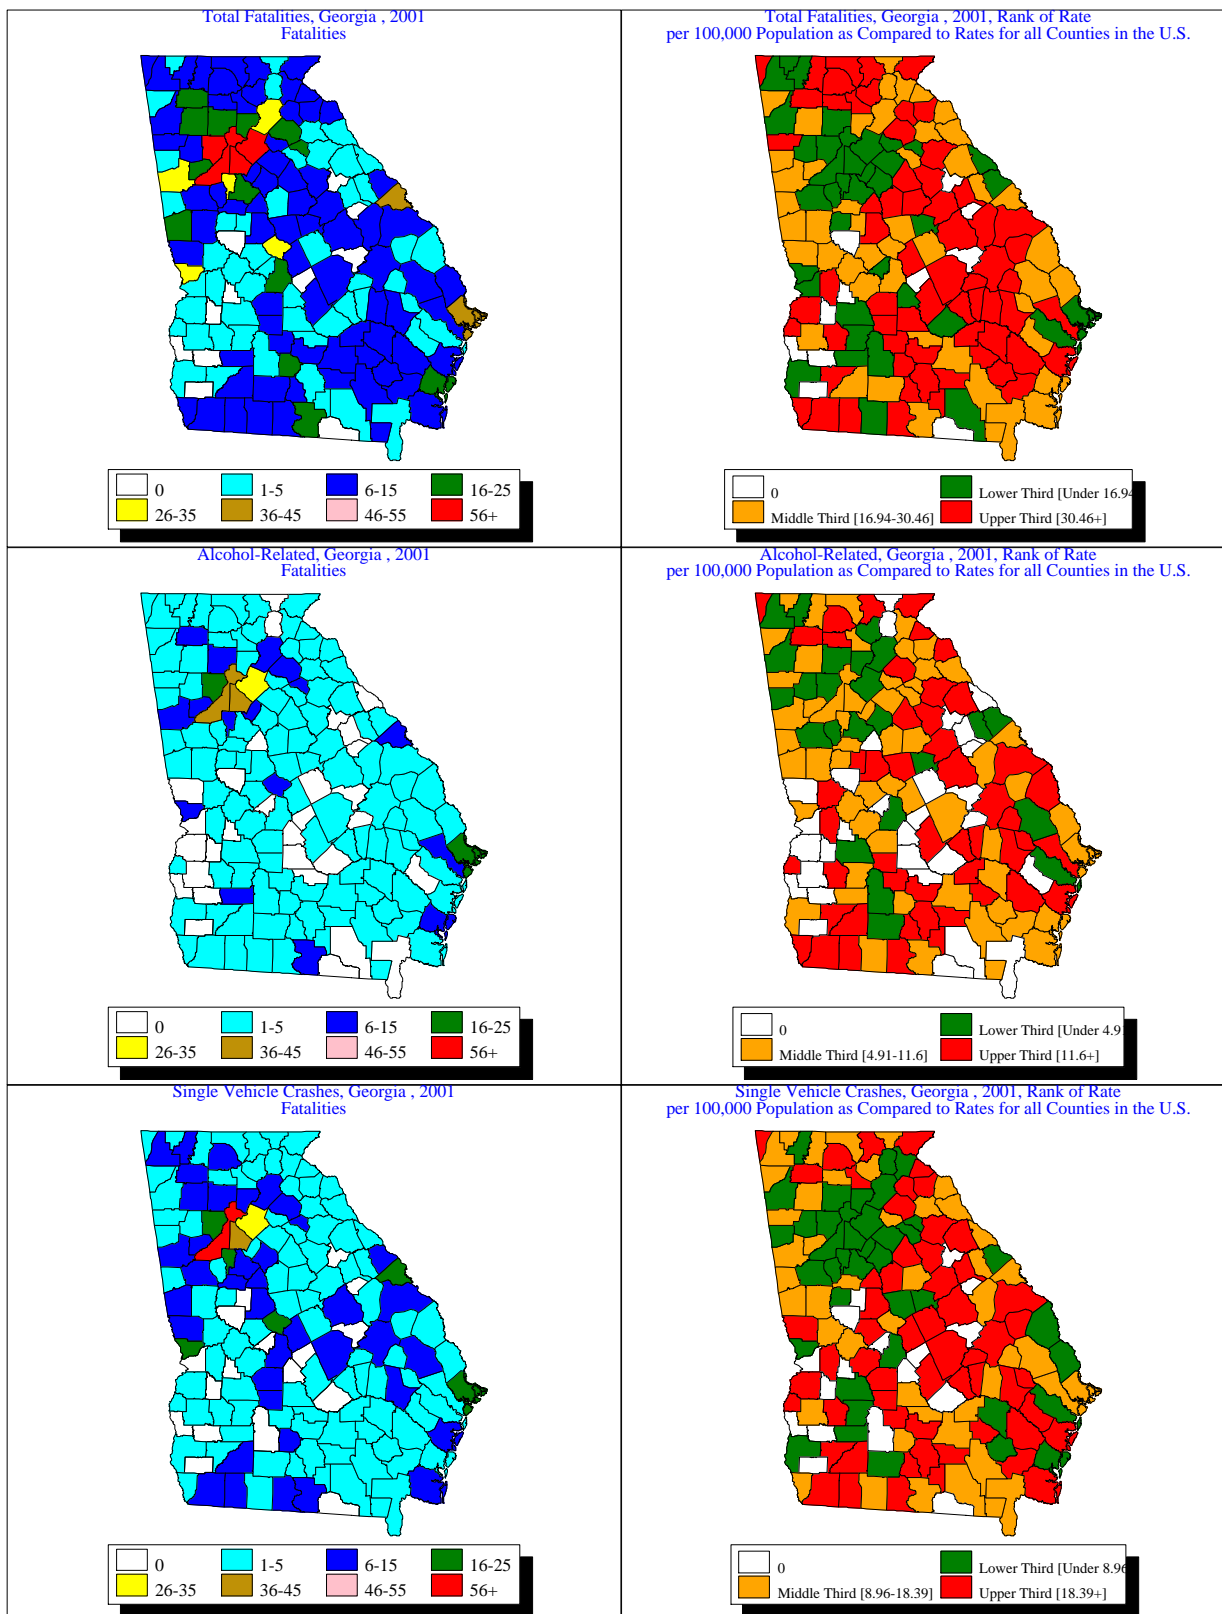 Total Fatalities, Georgia , 2001
Fatalities
0
1-5
6-15
16-25
26-35
36-45
46-55
56+
Total Fatalities, Georgia , 2001, Rank of Rate
per 100,000 Population as Compared to Rates for all Counties in the U.S.
0
Lower Third [Under 16.94
Middle Third [16.94-30.46]
Upper Third [30.46+]
Alcohol-Related, Georgia , 2001
Fatalities
0
1-5
6-15
16-25
26-35
36-45
46-55
56+
Alcohol-Related, Georgia , 2001, Rank of Rate
per 100,000 Population as Compared to Rates for all Counties in the U.S.
0
Lower Third [Under 4.91
Middle Third [4.91-11.6]
Upper Third [11.6+]
Single Vehicle Crashes, Georgia , 2001
Fatalities
0
1-5
6-15
16-25
26-35
36-45
46-55
56+
Single Vehicle Crashes, Georgia , 2001, Rank of Rate
per 100,000 Population as Compared to Rates for all Counties in the U.S.
0
Lower Third [Under 8.96
Middle Third [8.96-18.39]
Upper Third [18.39+]